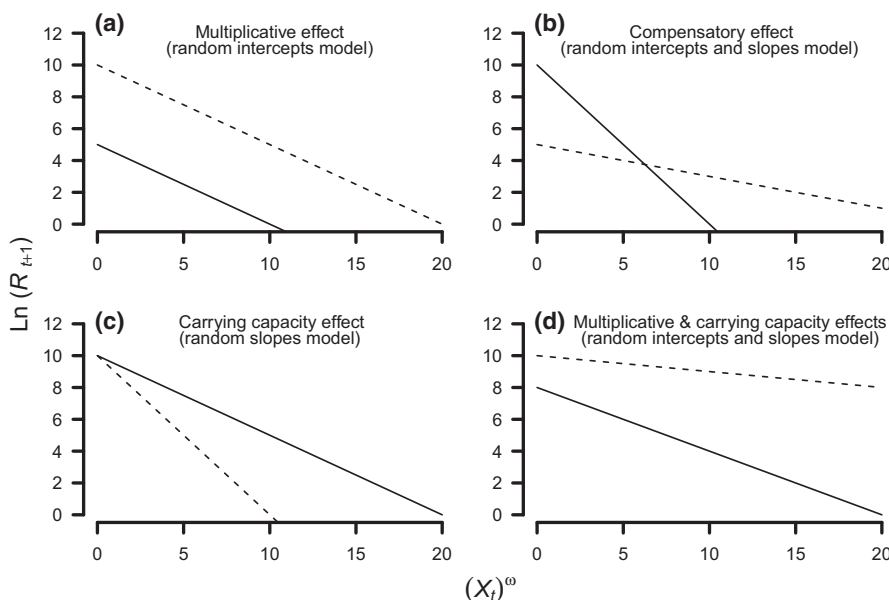 (a)
Multiplicative effect
(random intercepts model)
12
10
8
6
4
2
0
0 5 10 15 20
(b)
Compensatory effect
(random intercepts and slopes model)
12
10
8
6
4
2
0
0 5 10 15 20
(c)
Carrying capacity effect
(random slopes model)
12
10
8
6
4
2
0
0 5 10 15 20
(d)
Multiplicative & carrying capacity effects
(random intercepts and slopes model)
12
10
8
6
4
2
0
0 5 10 15 20
Ln (R t+1)
(X t) ω